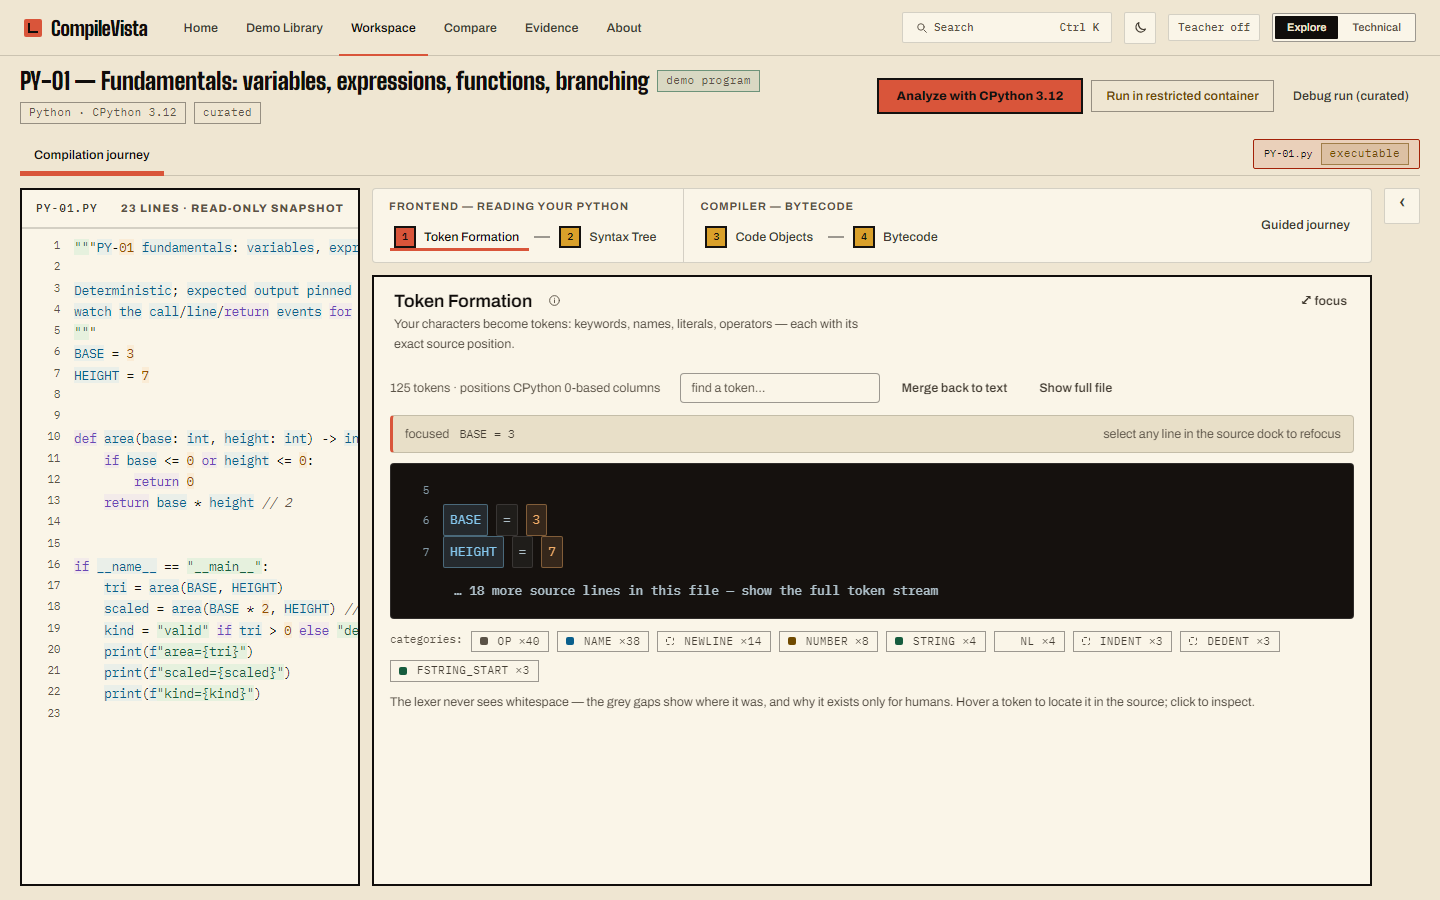 CompileVista Home Demo Library Workspace Compare Evidence About Search Ctrl K Teacher off Explore Technical
PY-01 — Fundamentals: variables, expressions, functions, branching demo program
Python · CPython 3.12 curated
Analyze with CPython 3.12 Run in restricted container Debug run (curated)
Compilation journey
PY-01.py executable
PY-01.PY 23 LINES · READ-ONLY SNAPSHOT
1 """PY-01 fundamentals: variables, expr
2
3 Deterministic; expected output pinned
4 watch the call/line/return events for
5 """
6 BASE = 3
7 HEIGHT = 7
8
9
10 def area(base: int, height: int) -> in
11 if base <= 0 or height <= 0:
12 return 0
13 return base * height // 2
14
15
16 if __name__ == "__main__":
17 tri = area(BASE, HEIGHT)
18 scaled = area(BASE * 2, HEIGHT) //
19 kind = "valid" if tri > 0 else "de
20 print(f"area={tri}")
21 print(f"scaled={scaled}")
22 print(f"kind={kind}")
23
FRONTEND — READING YOUR PYTHON
1 Token Formation — 2 Syntax Tree
COMPILER — BYTECODE
3 Code Objects — 4 Bytecode
Guided journey
Token Formation
focus
Your characters become tokens: keywords, names, literals, operators — each with its
exact source position.
125 tokens · positions CPython 0-based columns find a token... Merge back to text Show full file
focused BASE = 3 select any line in the source dock to refocus
5
6 BASE = 3
7 HEIGHT = 7
… 18 more source lines in this file — show the full token stream
categories: OP ×40 NAME ×38 NEWLINE ×14 NUMBER ×8 STRING ×4 NL ×4 INDENT ×3 DEDENT ×3
FSTRING_START ×3
The lexer never sees whitespace — the grey gaps show where it was, and why it exists only for humans. Hover a token to locate it in the source; click to inspect.